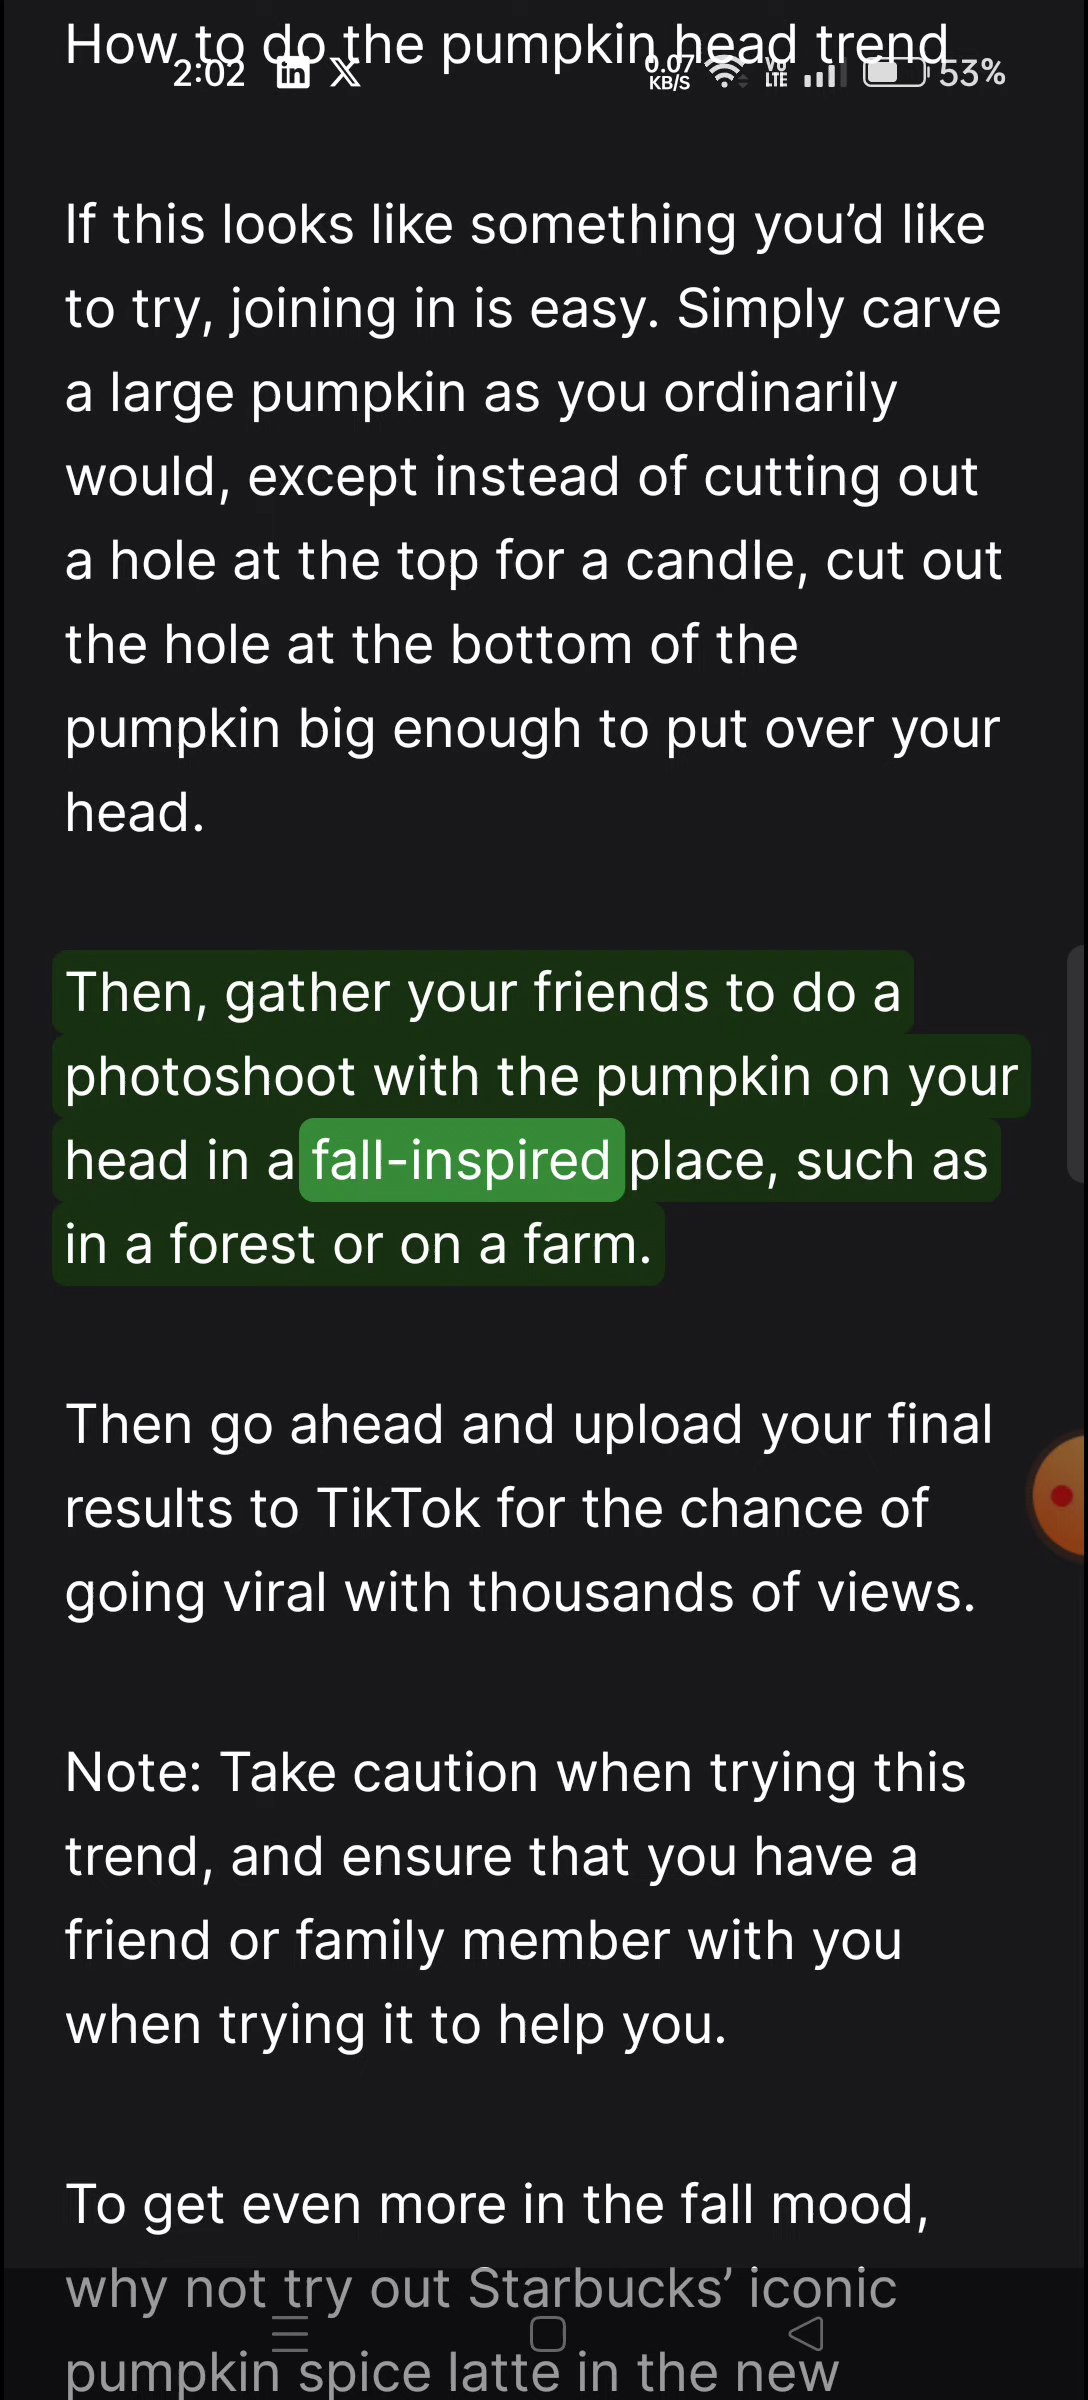 How to do the pumpkin head trend
2:02 0.07 KB/S Vo LTE 53%
If this looks like something you’d like
to try, joining in is easy. Simply carve
a large pumpkin as you ordinarily
would, except instead of cutting out
a hole at the top for a candle, cut out
the hole at the bottom of the
pumpkin big enough to put over your
head.
Then, gather your friends to do a
photoshoot with the pumpkin on your
head in a fall-inspired place, such as
in a forest or on a farm.
Then go ahead and upload your final
results to TikTok for the chance of
going viral with thousands of views.
Note: Take caution when trying this
trend, and ensure that you have a
friend or family member with you
when trying it to help you.
To get even more in the fall mood,
why not try out Starbucks’ iconic
pumpkin spice latte in the new